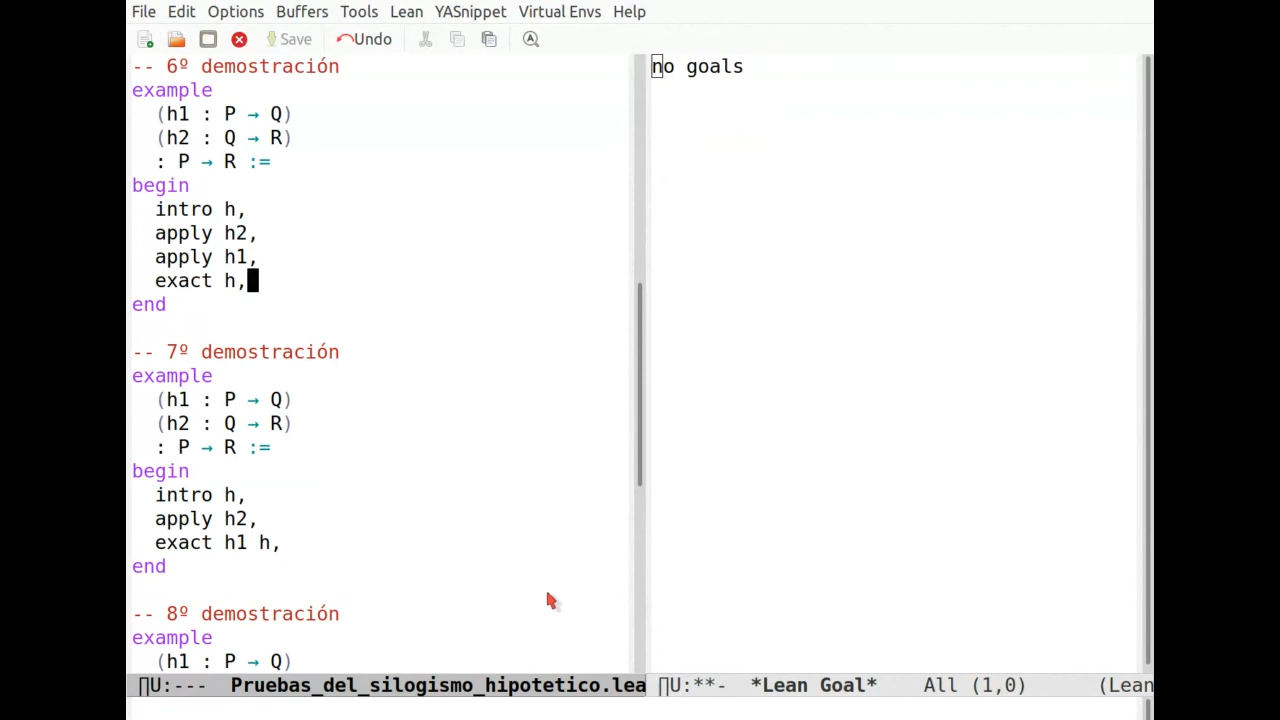 File Edit Options Buffers Tools Lean YASnippet Virtual Envs Help
Save Undo
-- 6º demostración
example
(h1 : P → Q)
(h2 : Q → R)
: P → R :=
begin
intro h,
apply h2,
apply h1,
exact h,
end
-- 7º demostración
example
(h1 : P → Q)
(h2 : Q → R)
: P → R :=
begin
intro h,
apply h2,
exact h1 h,
end
-- 8º demostración
example
(h1 : P → Q)
∏U:--- Pruebas_del_silogismo_hipotetico.lea
no goals
∏U:**- *Lean Goal* All (1,0) (Lean